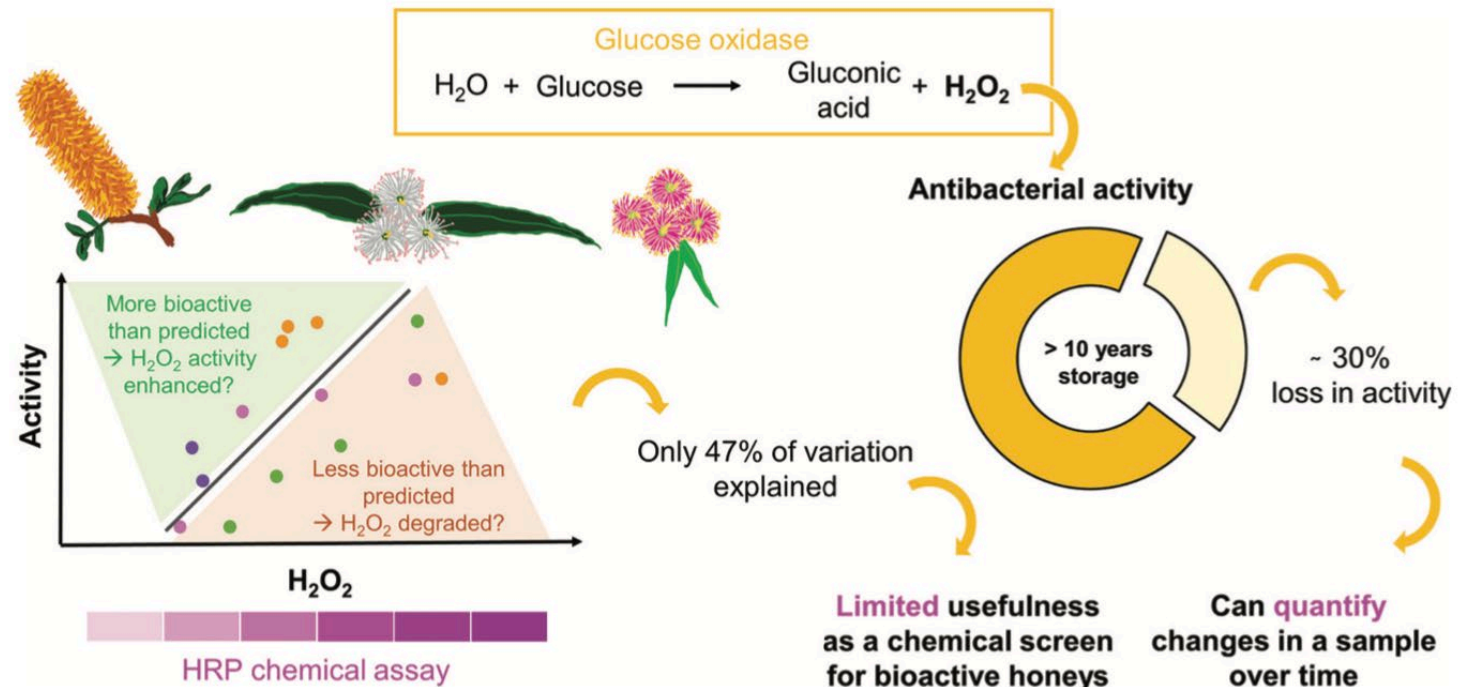 Glucose oxidase
H₂O + Glucose → Gluconic acid + H₂O₂
Antibacterial activity
> 10 years
storage
~ 30%
loss in activity
More bioactive
than predicted
→ H₂O₂ activity
enhanced?
Less bioactive than
predicted
→ H₂O₂ degraded?
Activity
H₂O₂
HRP chemical assay
Only 47% of variation
explained
Limited usefulness
as a chemical screen
for bioactive honeys
Can quantify
changes in a sample
over time